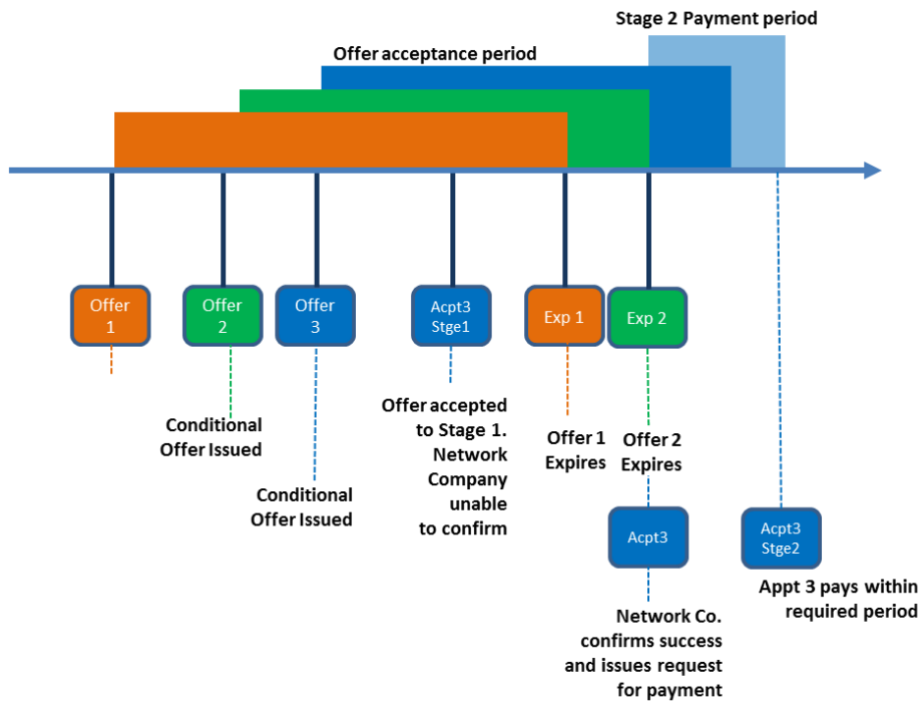 Stage 2 Payment period
Offer acceptance period
Offer
1
Offer
2
Offer
3
Acpt3
Stge1
Exp 1
Exp 2
Conditional
Offer Issued
Conditional
Offer Issued
Offer accepted
to Stage 1.
Network
Company
unable
to confirm
Offer 1
Expires
Offer 2
Expires
Acpt3
Acpt3
Stge2
Appt 3 pays within
required period
Network Co.
confirms success
and issues request
for payment